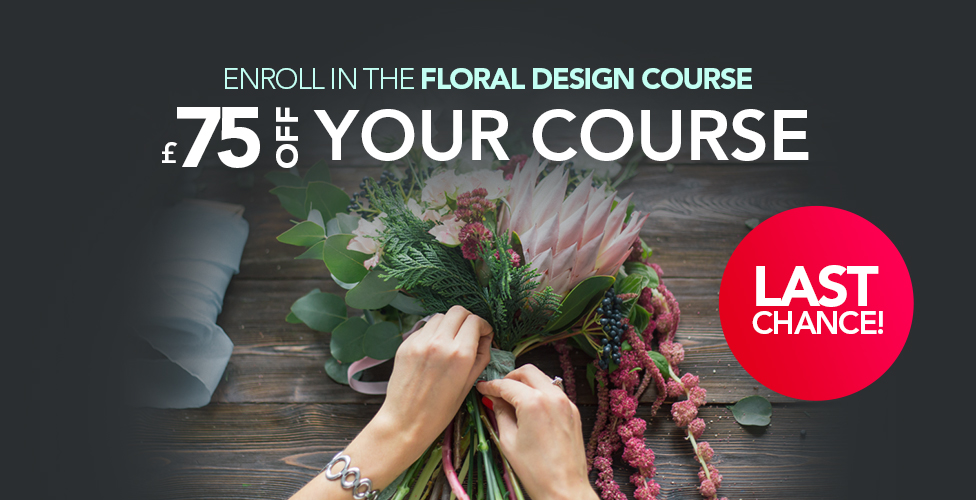 ENROLL IN THE FLORAL DESIGN COURSE
£75 OFF YOUR COURSE
LAST
CHANCE!